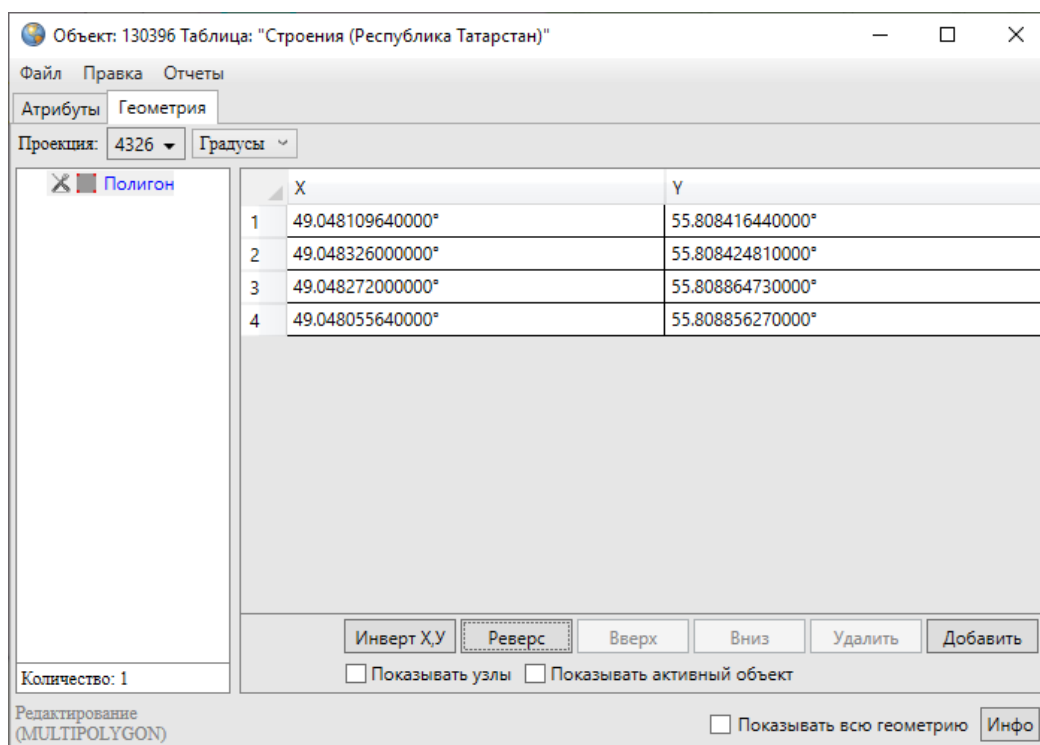 Объект: 130396 Таблица: "Строения (Республика Татарстан)"
Файл Правка Отчеты
Атрибуты Геометрия
Проекция: 4326 Градусы
Полигон
X Y
1 49.048109640000° 55.808416440000°
2 49.048326000000° 55.808424810000°
3 49.048272000000° 55.808864730000°
4 49.048055640000° 55.808856270000°
Инверт X,У Реверс Вверх Вниз Удалить Добавить
Показывать узлы Показывать активный объект
Количество: 1
Редактирование
(MULTIPOLYGON)
Показывать всю геометрию Инфо